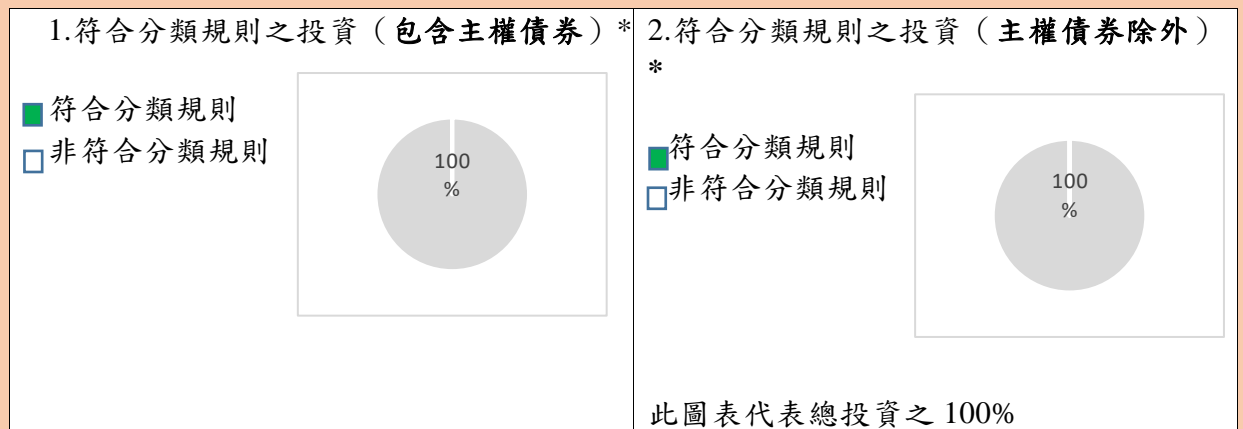 1.符合分類規則之投資（包含主權債券）*
符合分類規則
非符合分類規則
100
%
2.符合分類規則之投資（主權債券除外）
*
符合分類規則
非符合分類規則
100
%
此圖表代表總投資之 100%